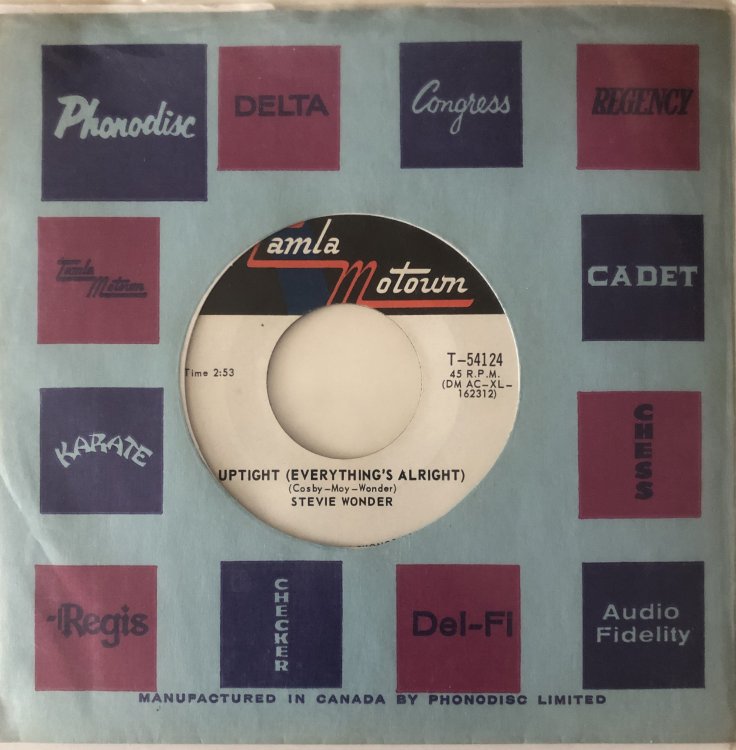 Phonodisc
DELTA
Congress
REGENCY
Tamla
Motown
CADET
KARATE
CHESS
Regis
CHECKER
Del-Fi
Audio
Fidelity
amla
Motown
Time 2:53
T-54124
45 R.P.M.
(DM AC-XL-
162312)
UPTIGHT (EVERYTHING'S ALRIGHT)
(Cosby-Moy-Wonder)
STEVIE WONDER
MANUFACTURED IN CANADA BY PHONODISC LIMITED